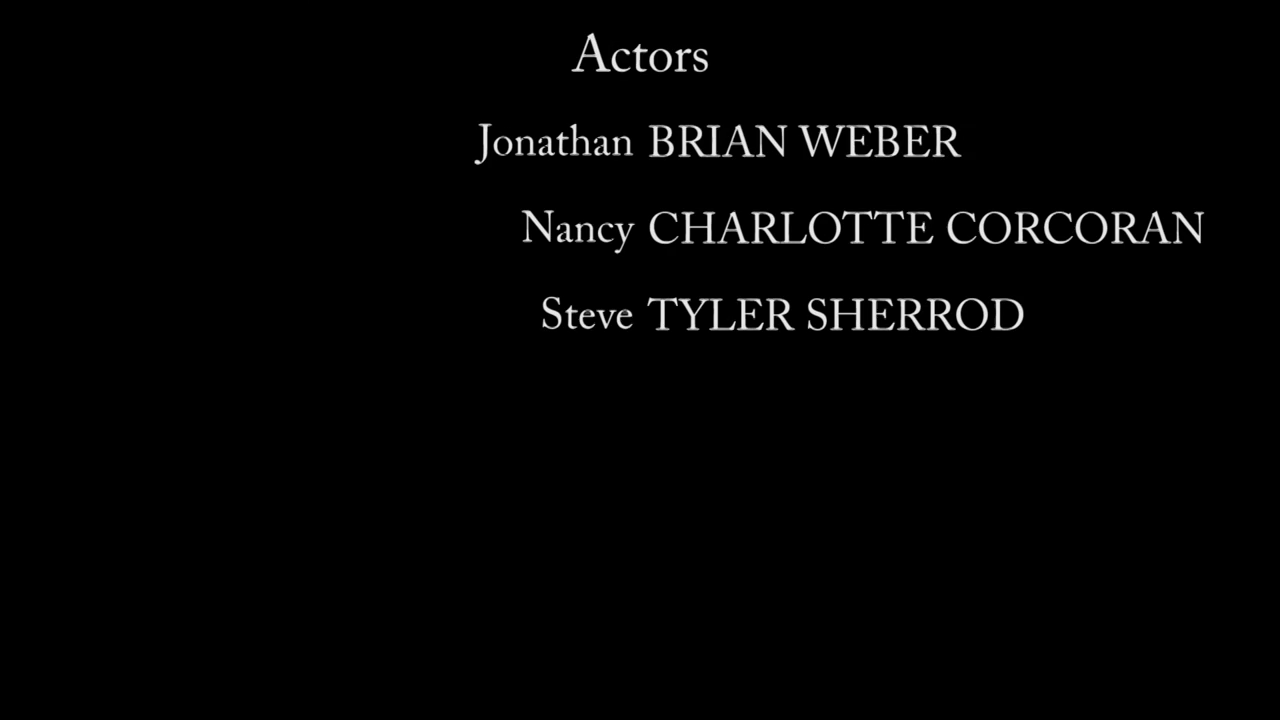 Actors
Jonathan BRIAN WEBER
Nancy CHARLOTTE CORCORAN
Steve TYLER SHERROD